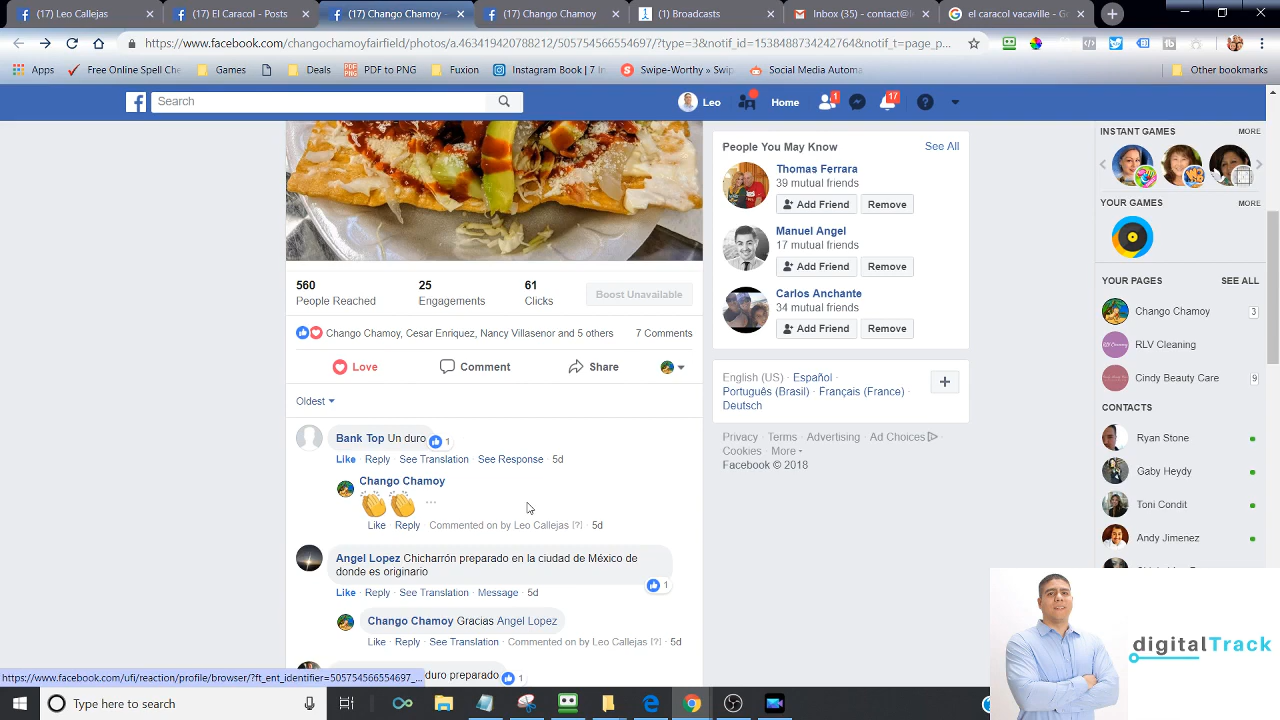 (17) Leo Callejas
(17) El Caracol - Posts
(17) Chango Chamoy -
(17) Chango Chamoy
(1) Broadcasts
Inbox (35) - contact@l
el caracol vacaville - Go
https://www.facebook.com/changochamoyfairfield/photos/a.463419420788212/505754566554697/?type=3&notif_id=1538488734242764&notif_t=page_p...
Apps
Free Online Spell Che
Games
Deals
PDF to PNG
Fuxion
Instagram Book | 7 In
Swipe-Worthy » Swip
Social Media Automa
Other bookmarks
Search
Leo
Home
1
17
560
People Reached
25
Engagements
61
Clicks
Boost Unavailable
Chango Chamoy, Cesar Enriquez, Nancy Villasenor and 5 others
7 Comments
Love
Comment
Share
Oldest
Bank Top Un duro
1
Like · Reply · See Translation · See Response · 5d
Chango Chamoy
...
Like · Reply · Commented on by Leo Callejas [?] · 5d
Angel Lopez Chicharrón preparado en la ciudad de México de
donde es originario
1
Like · Reply · See Translation · Message · 5d
Chango Chamoy Gracias Angel Lopez
Like · Reply · See Translation · Commented on by Leo Callejas [?] · 5d
duro preparado
1
People You May Know
See All
Thomas Ferrara
39 mutual friends
Add Friend
Remove
Manuel Angel
17 mutual friends
Add Friend
Remove
Carlos Anchante
34 mutual friends
Add Friend
Remove
English (US) · Español ·
Português (Brasil) · Français (France) ·
Deutsch
Privacy · Terms · Advertising · Ad Choices ·
Cookies · More
Facebook © 2018
INSTANT GAMES
MORE
YOUR GAMES
MORE
YOUR PAGES
SEE ALL
Chango Chamoy
3
RLV Cleaning
Cindy Beauty Care
9
CONTACTS
Ryan Stone
Gaby Heydy
Toni Condit
Andy Jimenez
digitalTrack
https://www.facebook.com/ufi/reaction/profile/browser/?ft_ent_identifier=505754566554697_...
Type here to search